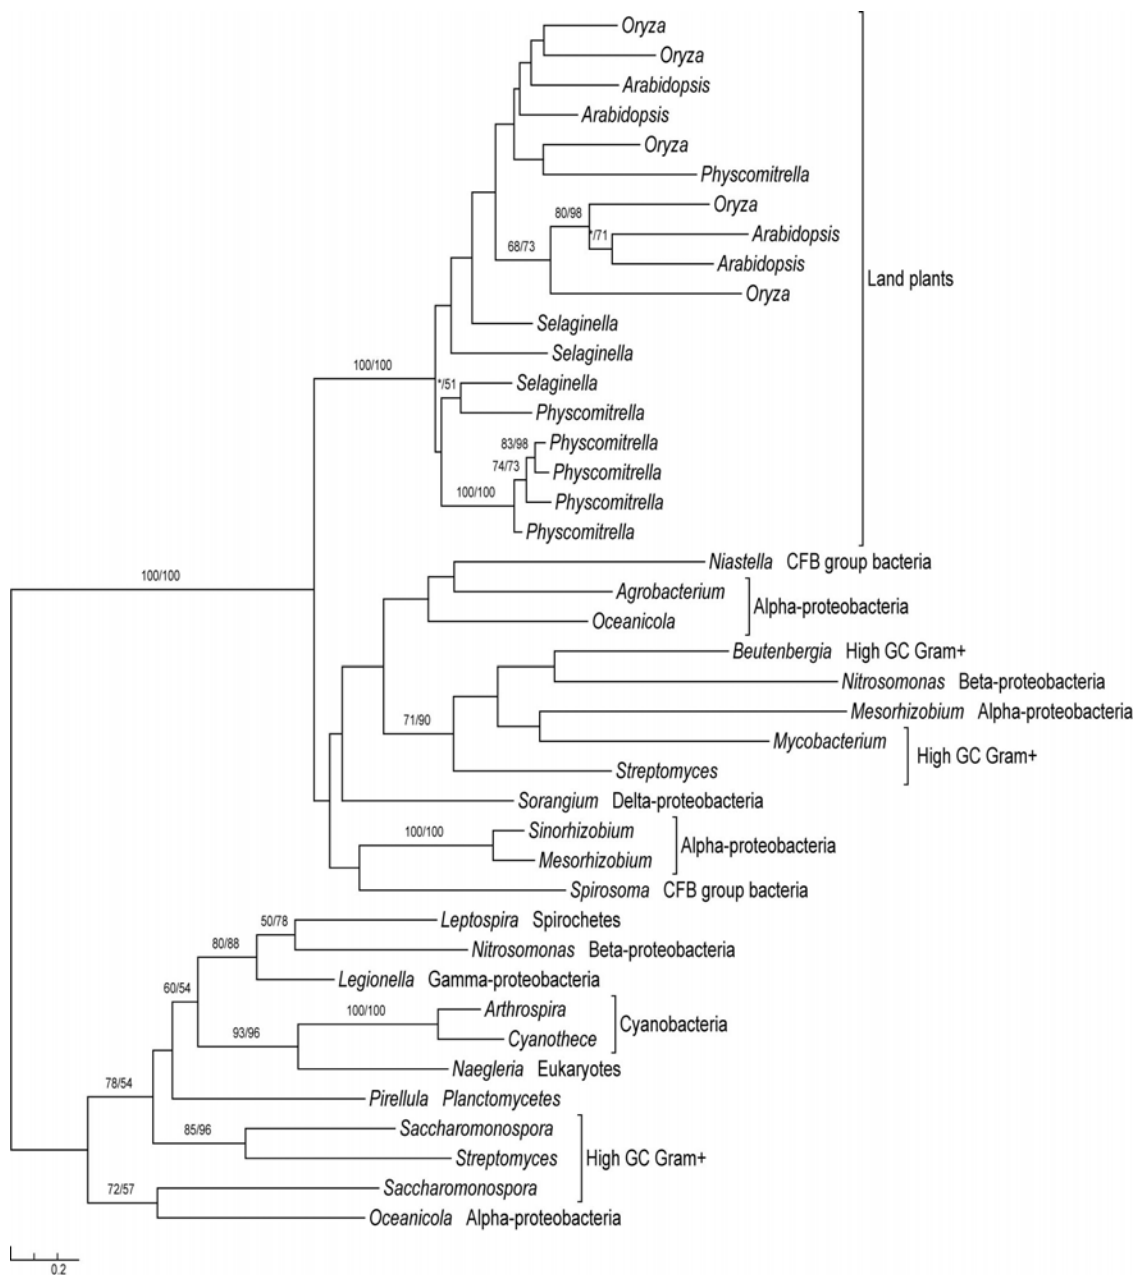 Oryza
Oryza
Arabidopsis
Arabidopsis
Oryza
Physcomitrella
80/98 Oryza
*/71 Arabidopsis
68/73
Arabidopsis
Land plants
Oryza
Selaginella
Selaginella
100/100
*/51 Selaginella
Physcomitrella
83/98 Physcomitrella
74/73 Physcomitrella
100/100
Physcomitrella
Physcomitrella
Niastella CFB group bacteria
100/100
Agrobacterium
Alpha-proteobacteria
Oceanicola
Beutenbergia High GC Gram+
Nitrosomonas Beta-proteobacteria
Mesorhizobium Alpha-proteobacteria
71/90
Mycobacterium
High GC Gram+
Streptomyces
Sorangium Delta-proteobacteria
100/100 Sinorhizobium
Alpha-proteobacteria
Mesorhizobium
Spirosoma CFB group bacteria
50/78 Leptospira Spirochetes
80/88 Nitrosomonas Beta-proteobacteria
Legionella Gamma-proteobacteria
60/54
100/100 Arthrospira
Cyanobacteria
93/96 Cyanothece
Naegleria Eukaryotes
78/54
Pirellula Planctomycetes
85/96 Saccharomonospora
Streptomyces High GC Gram+
72/57 Saccharomonospora
Oceanicola Alpha-proteobacteria
0.2